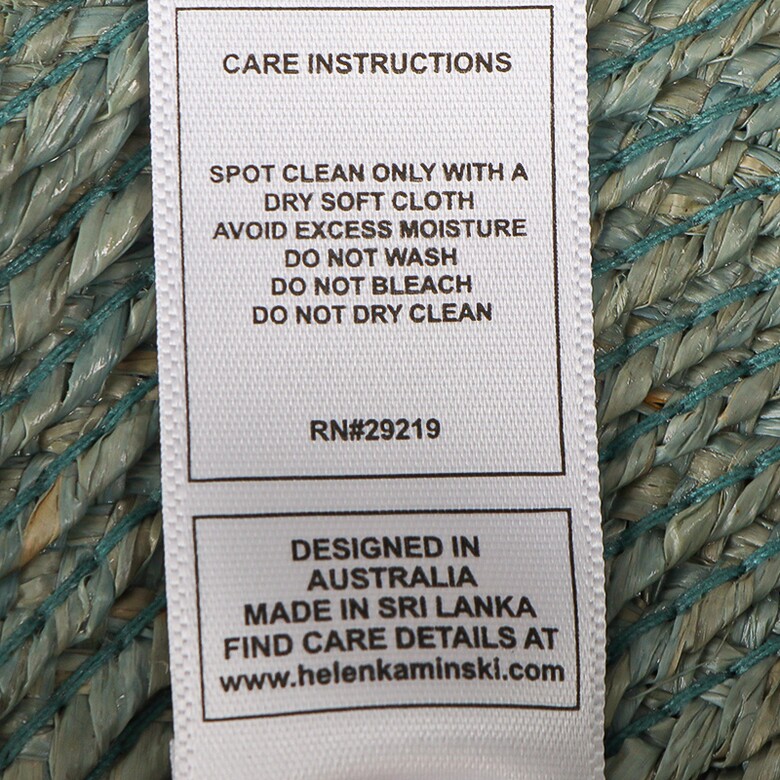 CARE INSTRUCTIONS
SPOT CLEAN ONLY WITH A
DRY SOFT CLOTH
AVOID EXCESS MOISTURE
DO NOT WASH
DO NOT BLEACH
DO NOT DRY CLEAN
RN#29219
DESIGNED IN
AUSTRALIA
MADE IN SRI LANKA
FIND CARE DETAILS AT
www.helenkaminski.com